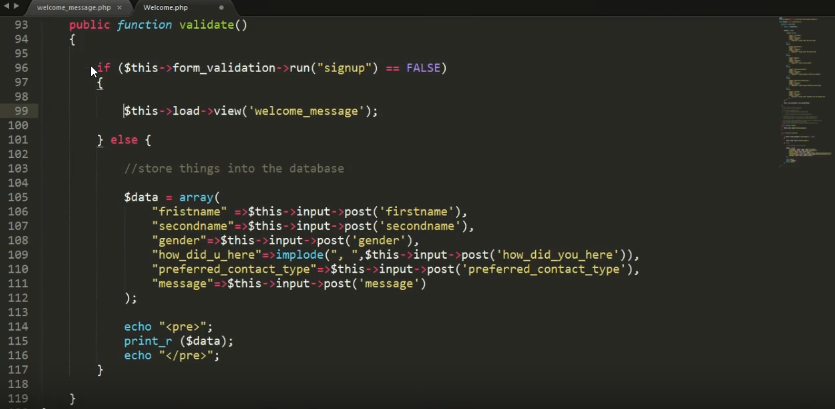 welcome_message.php × Welcome.php
93 public function validate()
94 {
95
96 if ($this->form_validation->run("signup") == FALSE)
97 {
98
99 $this->load->view('welcome_message');
100
101 } else {
102
103 //store things into the database
104
105 $data = array(
106 "fristname" =>$this->input->post('firstname'),
107 "secondname"=>$this->input->post('secondname'),
108 "gender"=>$this->input->post('gender'),
109 "how_did_u_here"=>implode(", ",$this->input->post('how_did_you_here')),
110 "preferred_contact_type"=>$this->input->post('preferred_contact_type'),
111 "message"=>$this->input->post('message')
112 );
113
114 echo "<pre>";
115 print_r ($data);
116 echo "</pre>";
117 }
118
119 }